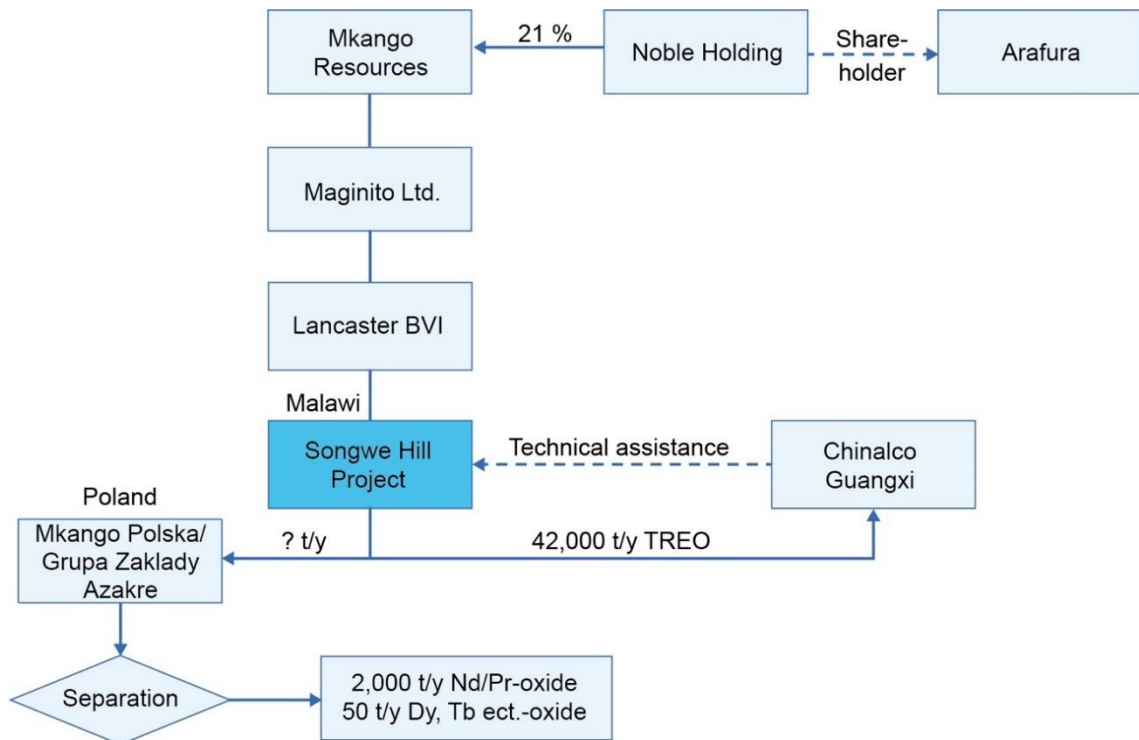 Mkango
Resources
21 %
Noble Holding
Share-
holder
Arafura
Maginito Ltd.
Lancaster BVI
Malawi
Songwe Hill
Project
Technical assistance
Chinalco
Guangxi
Poland
Mkango Polska/
Grupa Zaklady
Azakre
? t/y
42,000 t/y TREO
Separation
2,000 t/y Nd/Pr-oxide
50 t/y Dy, Tb ect.-oxide